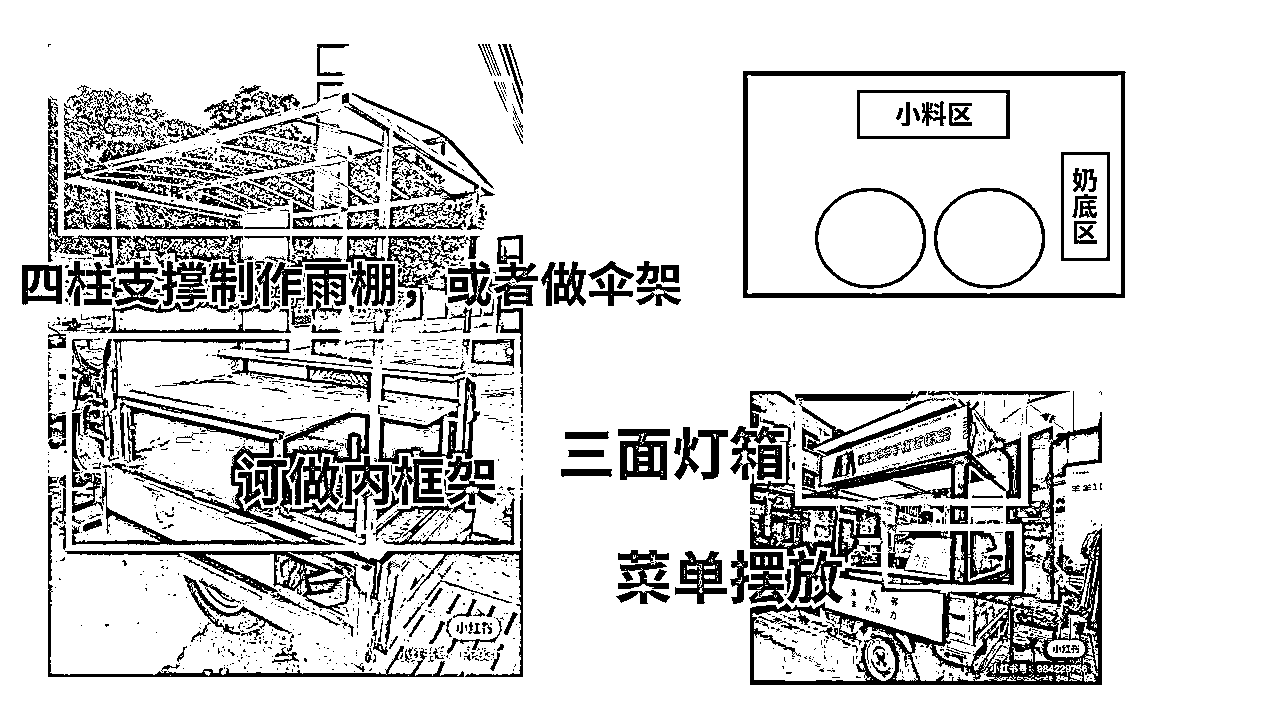 小料区
奶底区
四柱支撑制作雨棚，或者做伞架
订做内框架
三面灯箱
菜单摆放
小红书
小红书
小红书号：984229756